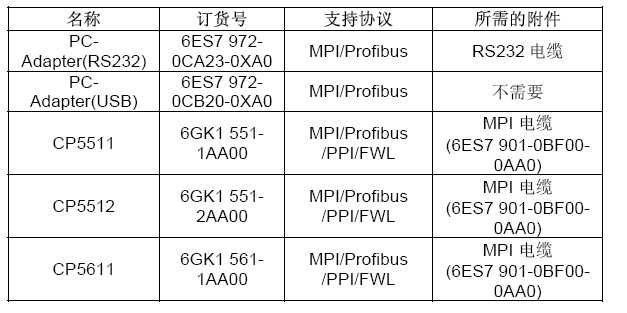 名称 订货号 支持协议 所需的附件
PC-
Adapter(RS232)
6ES7 972-
0CA23-0XA0
MPI/Profibus
RS232 电缆
PC-
Adapter(USB)
6ES7 972-
0CB20-0XA0
MPI/Profibus
不需要
CP5511
6GK1 551-
1AA00
MPI/Profibus
/PPI/FWL
MPI 电缆
(6ES7 901-0BF00-
0AA0)
CP5512
6GK1 551-
2AA00
MPI/Profibus
/PPI/FWL
MPI 电缆
(6ES7 901-0BF00-
0AA0)
CP5611
6GK1 561-
1AA00
MPI/Profibus
/PPI/FWL
MPI 电缆
(6ES7 901-0BF00-
0AA0)